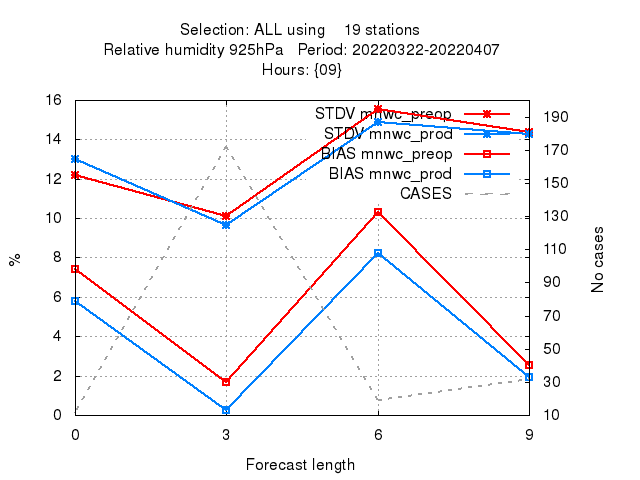 Selection: ALL using    19 stations
Relative humidity 925hPa   Period: 20220322-20220407
Hours: {09}
STDV mnwc_preop
STDV mnwc_prod
BIAS mnwc_preop
BIAS mnwc_prod
CASES
16
14
12
10
8
6
4
2
0
%
190
170
150
130
110
90
70
50
30
10
No cases
0 3 6 9
Forecast length